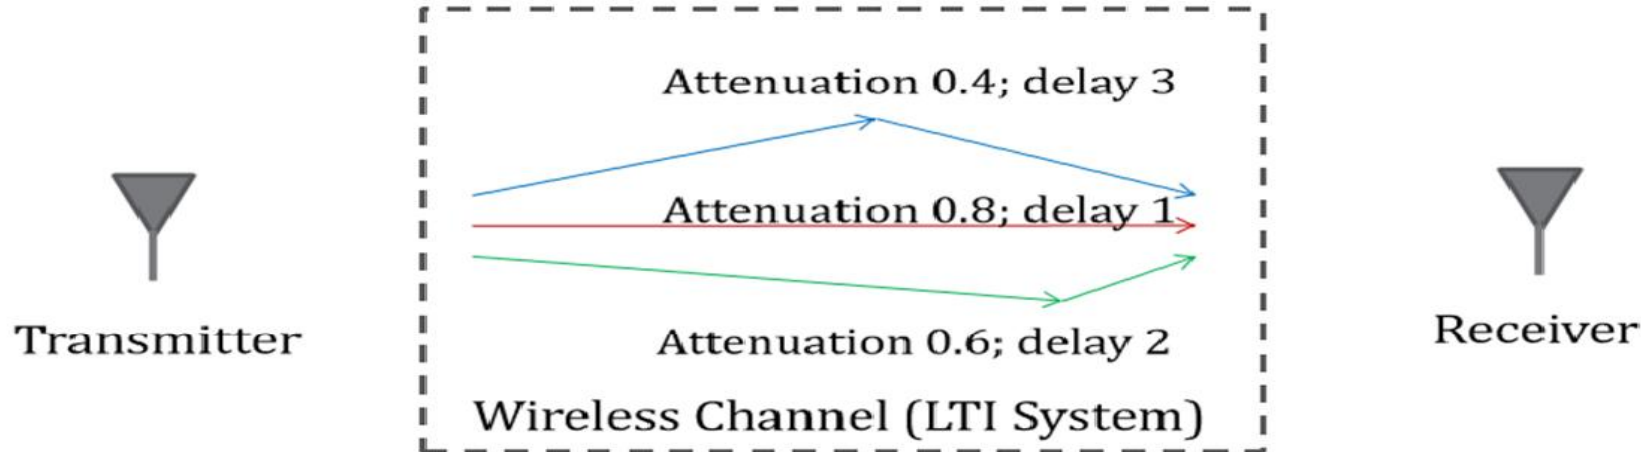 Attenuation 0.4; delay 3
Attenuation 0.8; delay 1
Transmitter
Attenuation 0.6; delay 2
Receiver
Wireless Channel (LTI System)